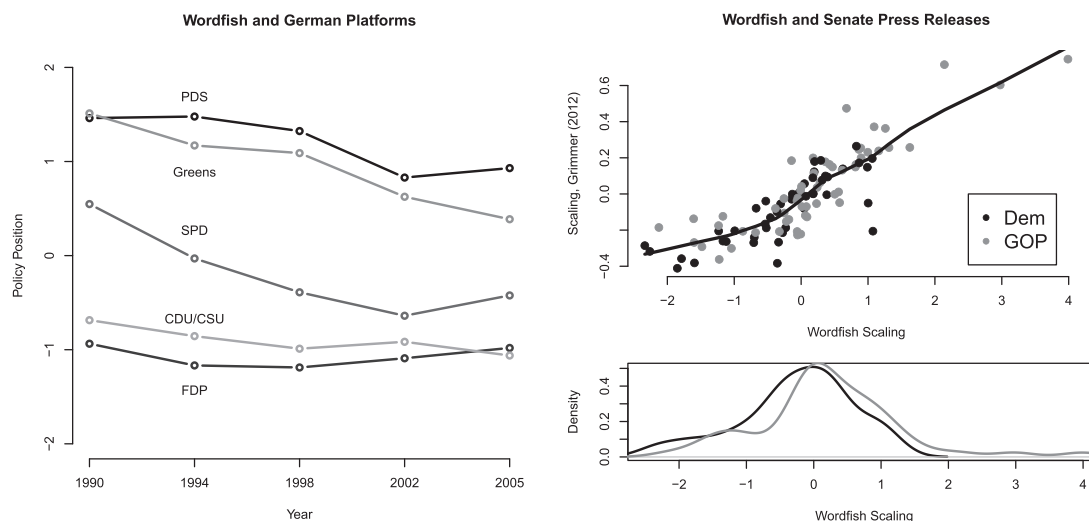 Wordfish and German Platforms
Policy Position
2
1
0
−1
−2
PDS
Greens
SPD
CDU/CSU
FDP
1990 1994 1998 2002 2005
Year
Wordfish and Senate Press Releases
Scaling, Grimmer (2012)
0.6
0.4
0.2
0.0
−0.4
Dem
GOP
−2 −1 0 1 2 3 4
Wordfish Scaling
Density
0.4
0.2
0.0
−2 −1 0 1 2 3 4
Wordfish Scaling